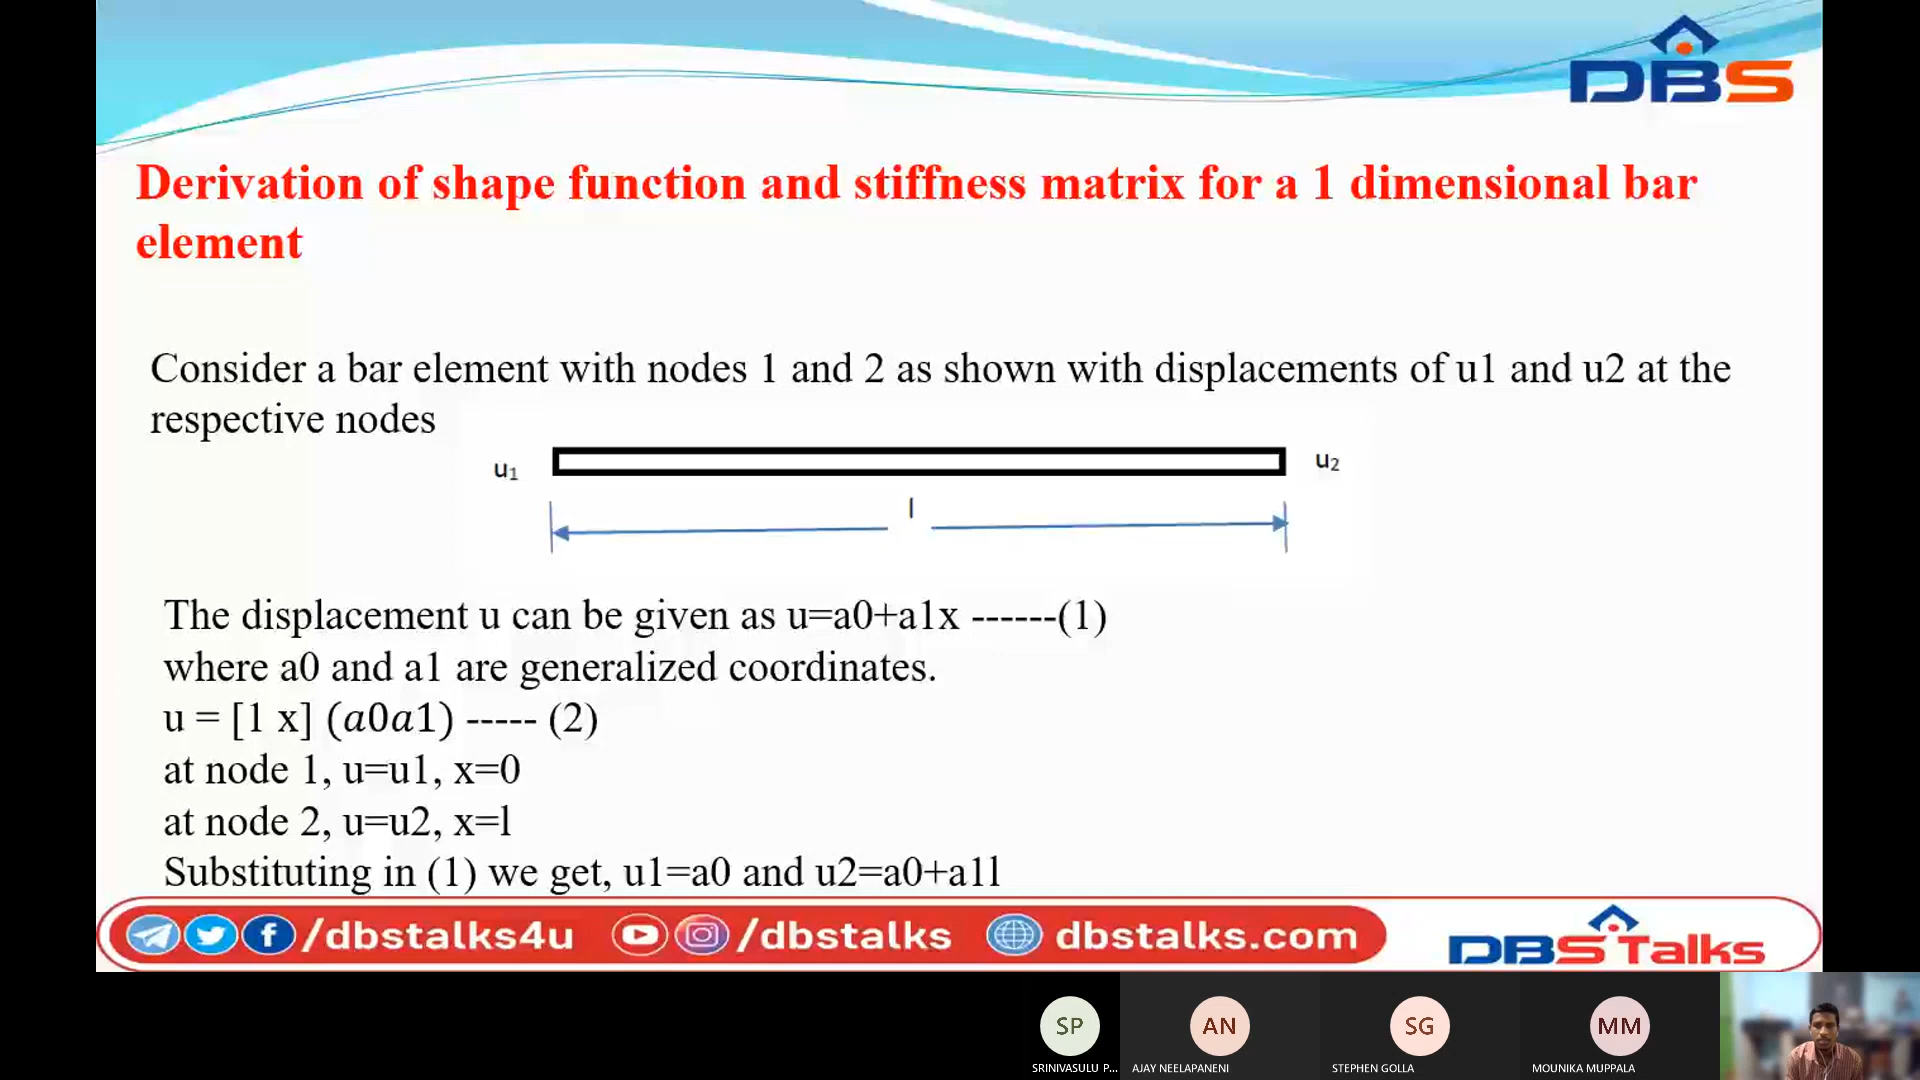 DBS
Derivation of shape function and stiffness matrix for a 1 dimensional bar
element
Consider a bar element with nodes 1 and 2 as shown with displacements of u1 and u2 at the
respective nodes
u₁
u₂
l
The displacement u can be given as u=a0+a1x ------(1)
where a0 and a1 are generalized coordinates.
u = [1 x] (𝑎0𝑎1) ----- (2)
at node 1, u=u1, x=0
at node 2, u=u2, x=l
Substituting in (1) we get, u1=a0 and u2=a0+a1l
/dbstalks4u
/dbstalks
dbstalks.com
DBS Talks
SP
AN
SG
MM
SRINIVASULU P...
AJAY NEELAPANENI
STEPHEN GOLLA
MOUNIKA MUPPALA